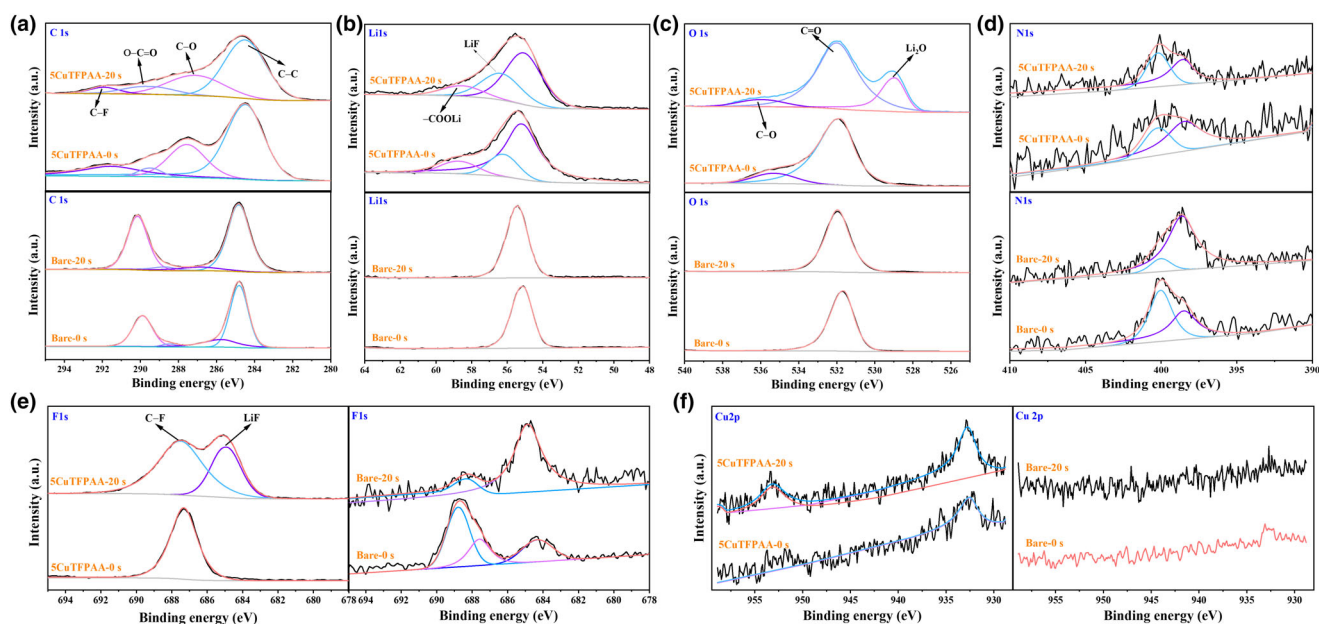 (a)
C 1s
O–C=O
C–O
C–C
5CuTFPAA-20 s
C–F
5CuTFPAA-0 s
C 1s
Bare-20 s
Bare-0 s
Intensity (a.u.)
Intensity (a.u.)
295 294 292 290 288 286 284 282 280
Binding energy (eV)
(b)
Li1s
LiF
5CuTFPAA-20 s
–COOLi
5CuTFPAA-0 s
Li1s
Bare-20 s
Bare-0 s
Intensity (a.u.)
Intensity (a.u.)
64 60 56 52 48
Binding energy (eV)
(c)
O 1s
C=O
Li₂O
5CuTFPAA-20 s
C–O
5CuTFPAA-0 s
O 1s
Bare-20 s
Bare-0 s
Intensity (a.u.)
Intensity (a.u.)
540 538 536 534 532 530 528 526
Binding energy (eV)
(d)
N1s
5CuTFPAA-20 s
5CuTFPAA-0 s
N1s
Bare-20 s
Bare-0 s
Intensity (a.u.)
Intensity (a.u.)
410 405 400 395 390
Binding energy (eV)
(e)
F1s
C–F
LiF
5CuTFPAA-20 s
5CuTFPAA-0 s
Intensity (a.u.)
694 692 690 688 686 684 682 680 678
Binding energy (eV)
F1s
Bare-20 s
Bare-0 s
694 692 690 688 686 684 682 680 678
Binding energy (eV)
(f)
Cu2p
5CuTFPAA-20 s
5CuTFPAA-0 s
Intensity (a.u.)
955 950 945 940 935 930
Binding energy (eV)
Cu 2p
Bare-20 s
Bare-0 s
955 950 945 940 935 930
Binding energy (eV)